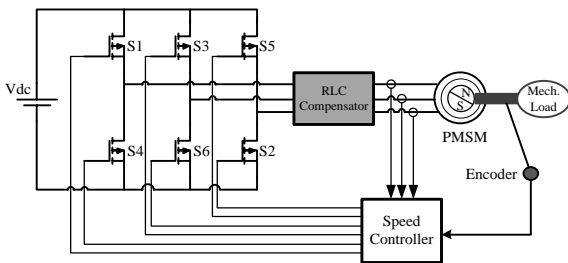 S1
S3
S5
Vdc
RLC
Compensator
N
S
Mech.
Load
PMSM
S4
S6
S2
Encoder
Speed
Controller